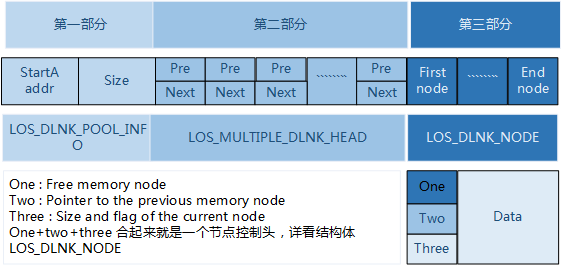 第一部分 第二部分 第三部分
StartA addr Size Pre Pre Pre ........ Pre First node ........ End node
Next Next Next Next
LOS_DLNK_POOL_INFO LOS_MULTIPLE_DLNK_HEAD LOS_DLNK_NODE
One : Free memory node
Two : Pointer to the previous memory node
Three : Size and flag of the current node
One+two+three 合起来就是一个节点控制头，详看结构体
LOS_DLNK_NODE
One
Two
Three
Data